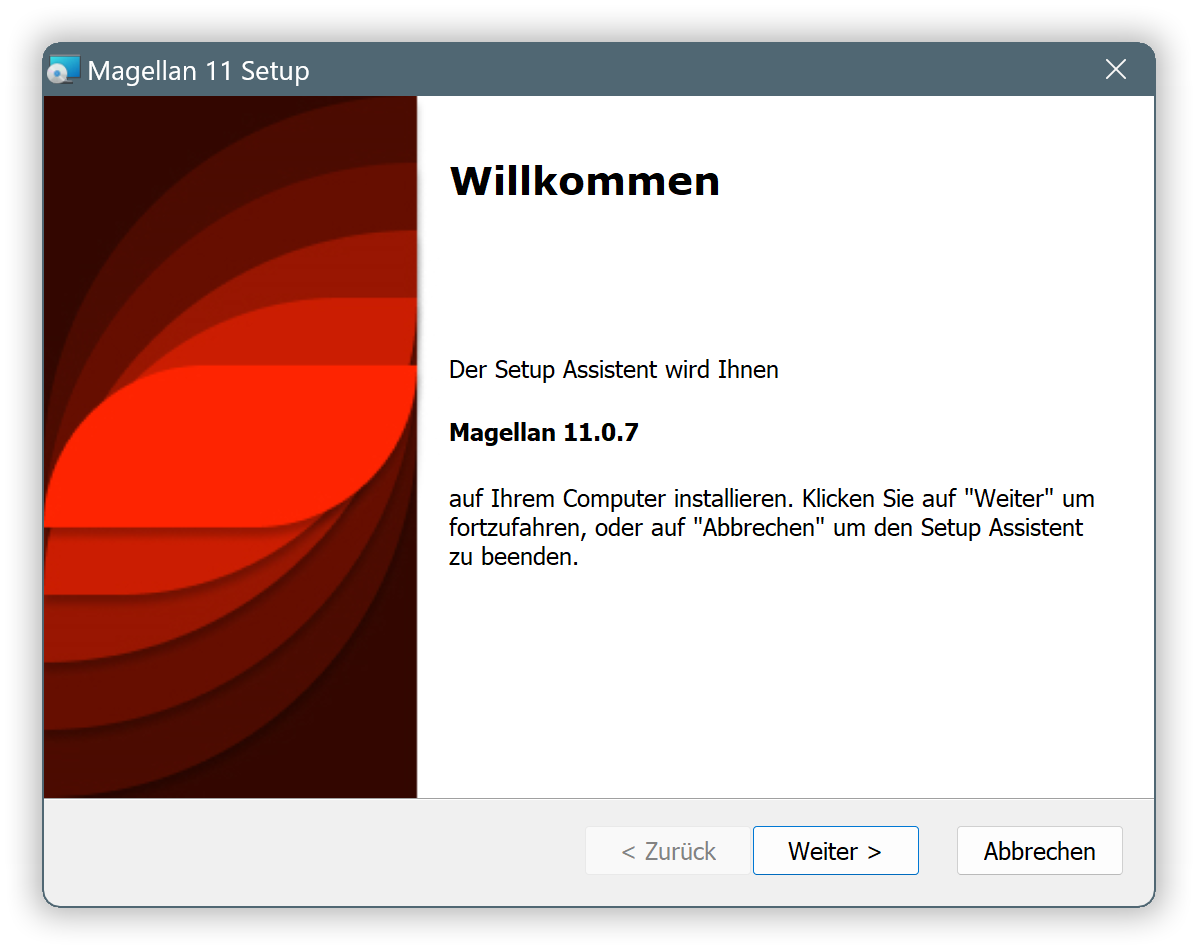 Magellan 11 Setup
Willkommen
Der Setup Assistent wird Ihnen
Magellan 11.0.7
auf Ihrem Computer installieren. Klicken Sie auf "Weiter" um
fortzufahren, oder auf "Abbrechen" um den Setup Assistent
zu beenden.
< Zurück
Weiter >
Abbrechen